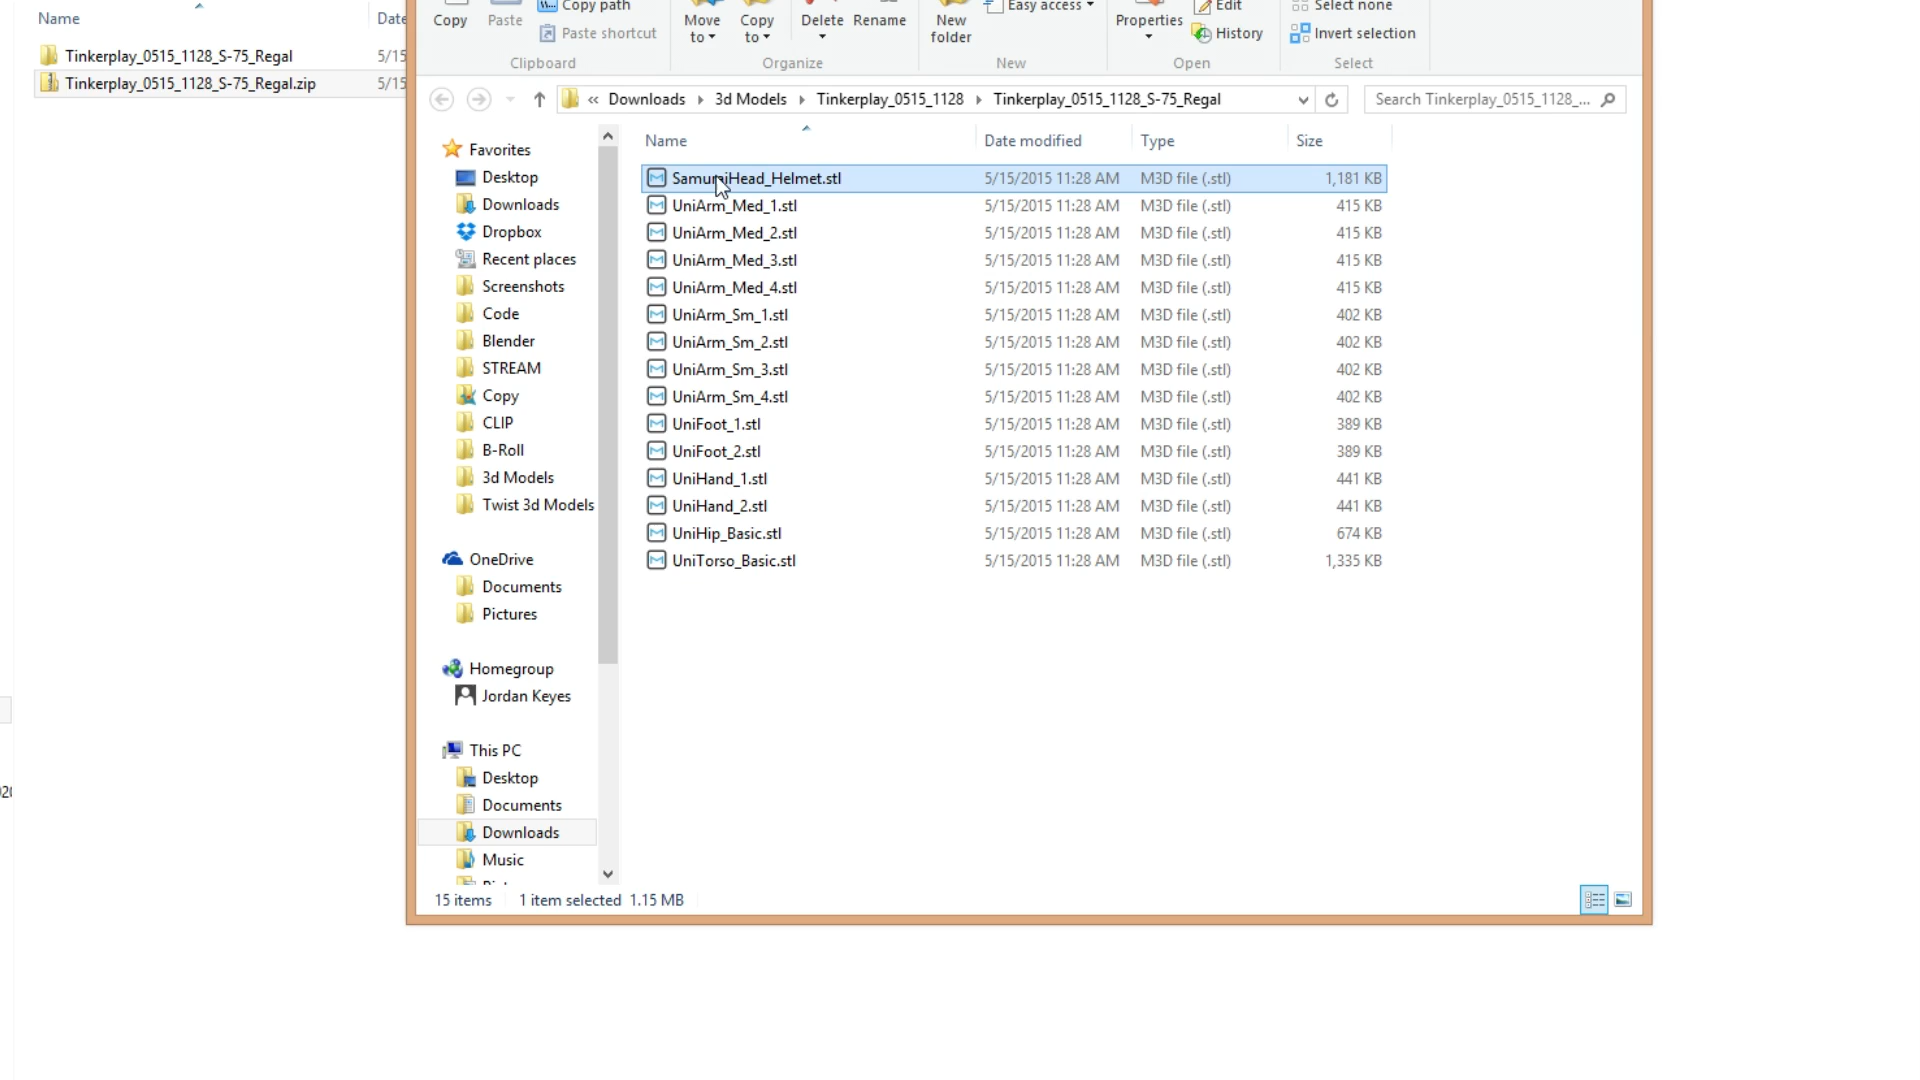 Name
Date
Tinkerplay_0515_1128_S-75_Regal
5/15
Tinkerplay_0515_1128_S-75_Regal.zip
5/15
Copy
Paste
Copy path
Paste shortcut
Clipboard
Move to
Copy to
Delete
Rename
Organize
New folder
Easy access
New
Properties
Edit
History
Open
Select none
Invert selection
Select
« Downloads 3d Models Tinkerplay_0515_1128 Tinkerplay_0515_1128_S-75_Regal
Search Tinkerplay_0515_1128_...
Favorites
Desktop
Downloads
Dropbox
Recent places
Screenshots
Code
Blender
STREAM
Copy
CLIP
B-Roll
3d Models
Twist 3d Models
OneDrive
Documents
Pictures
Homegroup
Jordan Keyes
This PC
Desktop
Documents
Downloads
Music
Name Date modified Type Size
SamuraiHead_Helmet.stl 5/15/2015 11:28 AM M3D file (.stl) 1,181 KB
UniArm_Med_1.stl 5/15/2015 11:28 AM M3D file (.stl) 415 KB
UniArm_Med_2.stl 5/15/2015 11:28 AM M3D file (.stl) 415 KB
UniArm_Med_3.stl 5/15/2015 11:28 AM M3D file (.stl) 415 KB
UniArm_Med_4.stl 5/15/2015 11:28 AM M3D file (.stl) 415 KB
UniArm_Sm_1.stl 5/15/2015 11:28 AM M3D file (.stl) 402 KB
UniArm_Sm_2.stl 5/15/2015 11:28 AM M3D file (.stl) 402 KB
UniArm_Sm_3.stl 5/15/2015 11:28 AM M3D file (.stl) 402 KB
UniArm_Sm_4.stl 5/15/2015 11:28 AM M3D file (.stl) 402 KB
UniFoot_1.stl 5/15/2015 11:28 AM M3D file (.stl) 389 KB
UniFoot_2.stl 5/15/2015 11:28 AM M3D file (.stl) 389 KB
UniHand_1.stl 5/15/2015 11:28 AM M3D file (.stl) 441 KB
UniHand_2.stl 5/15/2015 11:28 AM M3D file (.stl) 441 KB
UniHip_Basic.stl 5/15/2015 11:28 AM M3D file (.stl) 674 KB
UniTorso_Basic.stl 5/15/2015 11:28 AM M3D file (.stl) 1,335 KB
15 items 1 item selected 1.15 MB